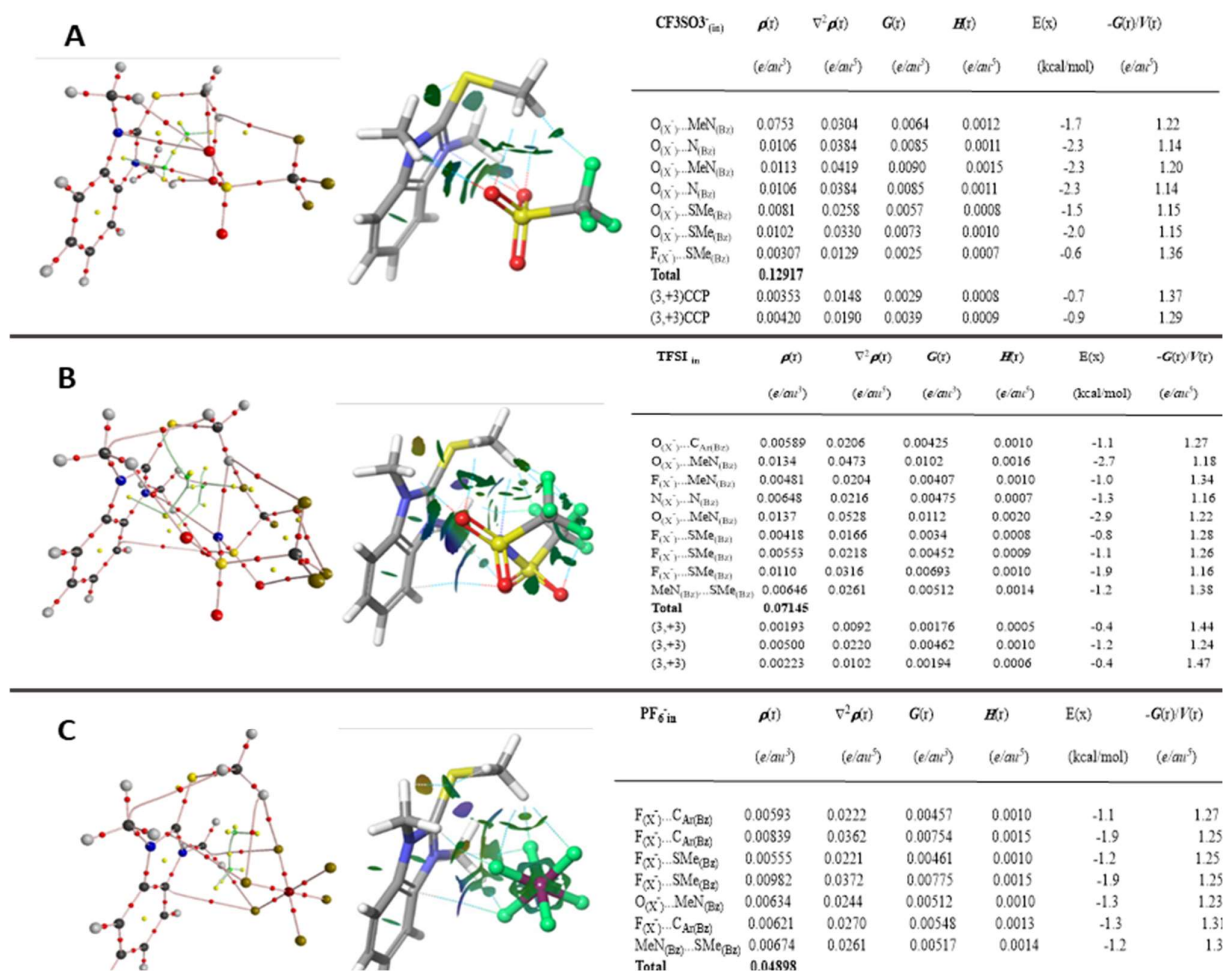 A
CF3SO3⁻(in) ρ(r) ∇²ρ(r) G(r) H(r) E(x) -G(r)/V(r)
(e/au³) (e/au⁵) (e/au³) (e/au⁵) (kcal/mol) (e/au⁵)
O(X⁻)...MeN(Bz) 0.0753 0.0304 0.0064 0.0012 -1.7 1.22
O(X⁻)...N(Bz) 0.0106 0.0384 0.0085 0.0011 -2.3 1.14
O(X⁻)...MeN(Bz) 0.0113 0.0419 0.0090 0.0015 -2.3 1.20
O(X⁻)...N(Bz) 0.0106 0.0384 0.0085 0.0011 -2.3 1.14
O(X⁻)...SMe(Bz) 0.0081 0.0258 0.0057 0.0008 -1.5 1.15
O(X⁻)...SMe(Bz) 0.0102 0.0330 0.0073 0.0010 -2.0 1.15
F(X⁻)...SMe(Bz) 0.00307 0.0129 0.0025 0.0007 -0.6 1.36
Total 0.12917
(3,+3)CCP 0.00353 0.0148 0.0029 0.0008 -0.7 1.37
(3,+3)CCP 0.00420 0.0190 0.0039 0.0009 -0.9 1.29
B
TFSI in ρ(r) ∇²ρ(r) G(r) H(r) E(x) -G(r)/V(r)
(e/au³) (e/au⁵) (e/au³) (e/au⁵) (kcal/mol) (e/au⁵)
O(X⁻)...CAr(Bz) 0.00589 0.0206 0.00425 0.0010 -1.1 1.27
O(X⁻)...MeN(Bz) 0.0134 0.0473 0.0102 0.0016 -2.7 1.18
F(X⁻)...MeN(Bz) 0.00481 0.0204 0.00407 0.0010 -1.0 1.34
N(X⁻)...N(Bz) 0.00648 0.0216 0.00475 0.0007 -1.3 1.16
O(X⁻)...MeN(Bz) 0.0137 0.0528 0.0112 0.0020 -2.9 1.22
F(X⁻)...SMe(Bz) 0.00418 0.0166 0.0034 0.0008 -0.8 1.28
F(X⁻)...SMe(Bz) 0.00553 0.0218 0.00452 0.0009 -1.1 1.26
F(X⁻)...SMe(Bz) 0.0110 0.0316 0.00693 0.0010 -1.9 1.16
MeN(Bz)...SMe(Bz) 0.00646 0.0261 0.00512 0.0014 -1.2 1.38
Total 0.07145
(3,+3) 0.00193 0.0092 0.00176 0.0005 -0.4 1.44
(3,+3) 0.00500 0.0220 0.00462 0.0010 -1.2 1.24
(3,+3) 0.00223 0.0102 0.00194 0.0006 -0.4 1.47
C
PF6⁻in ρ(r) ∇²ρ(r) G(r) H(r) E(x) -G(r)/V(r)
(e/au³) (e/au⁵) (e/au³) (e/au⁵) (kcal/mol) (e/au⁵)
F(X⁻)...CAr(Bz) 0.00593 0.0222 0.00457 0.0010 -1.1 1.27
F(X⁻)...CAr(Bz) 0.00839 0.0362 0.00754 0.0015 -1.9 1.25
F(X⁻)...SMe(Bz) 0.00555 0.0221 0.00461 0.0010 -1.2 1.25
F(X⁻)...SMe(Bz) 0.00982 0.0372 0.00775 0.0015 -1.9 1.25
O(X⁻)...MeN(Bz) 0.00634 0.0244 0.00512 0.0010 -1.3 1.23
F(X⁻)...CAr(Bz) 0.00621 0.0270 0.00548 0.0013 -1.3 1.31
MeN(Bz)...SMe(Bz) 0.00674 0.0261 0.00517 0.0014 -1.2 1.3
Total 0.04898